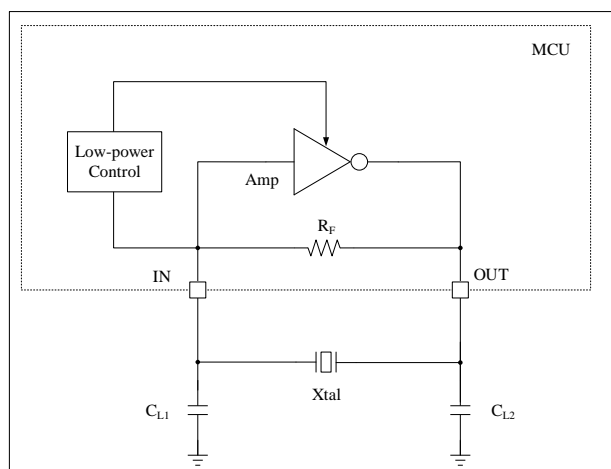 MCU
Low-power
Control
Amp
RF
IN
OUT
Xtal
CL1
CL2